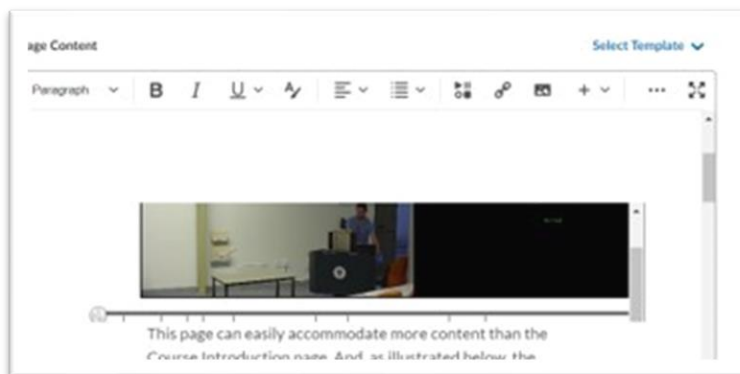 age Content
Select Template
Paragraph
B I U A
This page can easily accommodate more content than the
Course Introduction page. And, as illustrated below, the